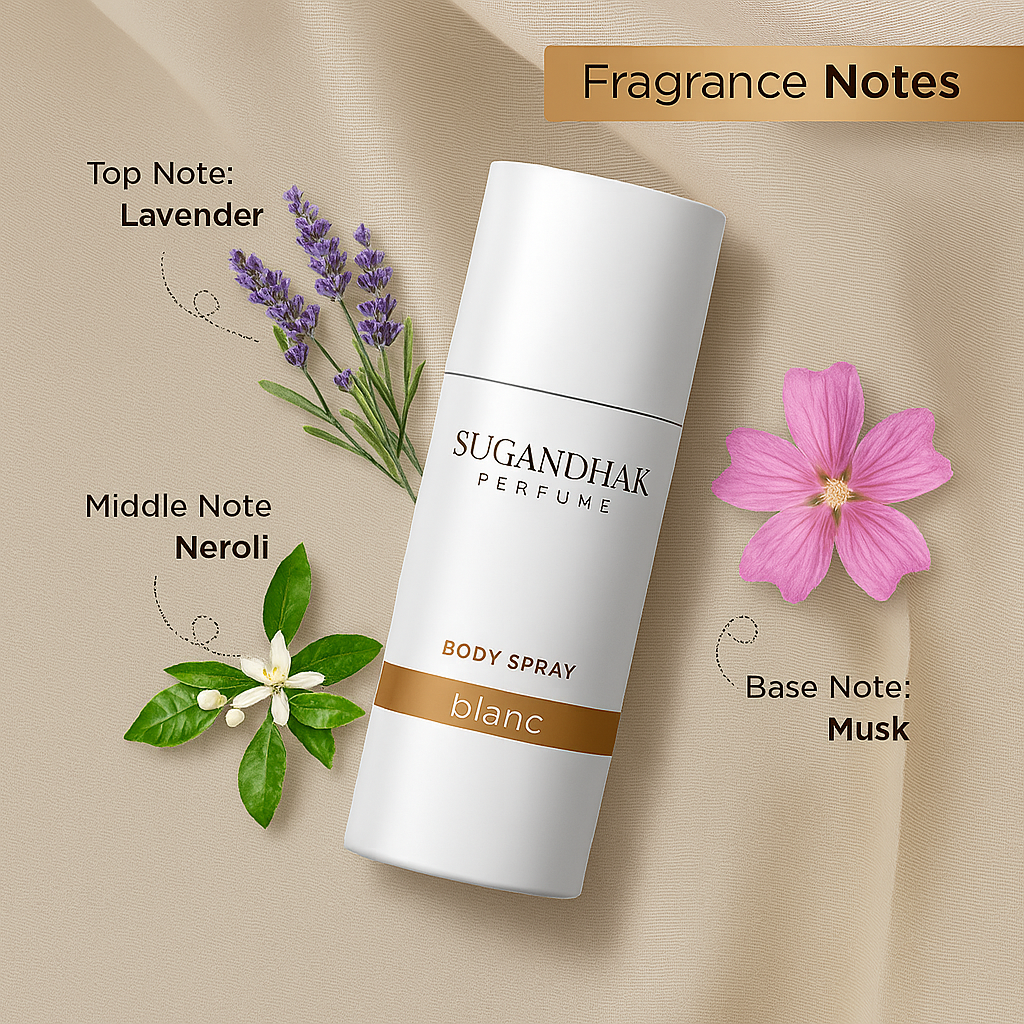 Fragrance Notes
Top Note:
Lavender
Middle Note
Neroli
SUGANDHAK
PERFUME
BODY SPRAY
blanc
Base Note:
Musk